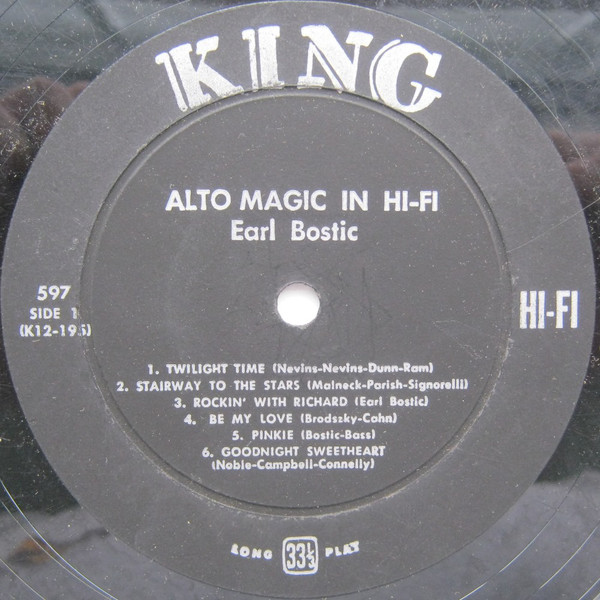 KING
ALTO MAGIC IN HI-FI
Earl Bostic
597
SIDE 1
(K12-195)
HI-FI
1. TWILIGHT TIME (Nevins-Nevins-Dunn-Ram)
2. STAIRWAY TO THE STARS (Malneck-Parish-Signorelli)
3. ROCKIN' WITH RICHARD (Earl Bostic)
4. BE MY LOVE (Brodszky-Cahn)
5. PINKIE (Bostic-Bass)
6. GOODNIGHT SWEETHEART
(Noble-Campbell-Connelly)
LONG 33⅓ PLAY